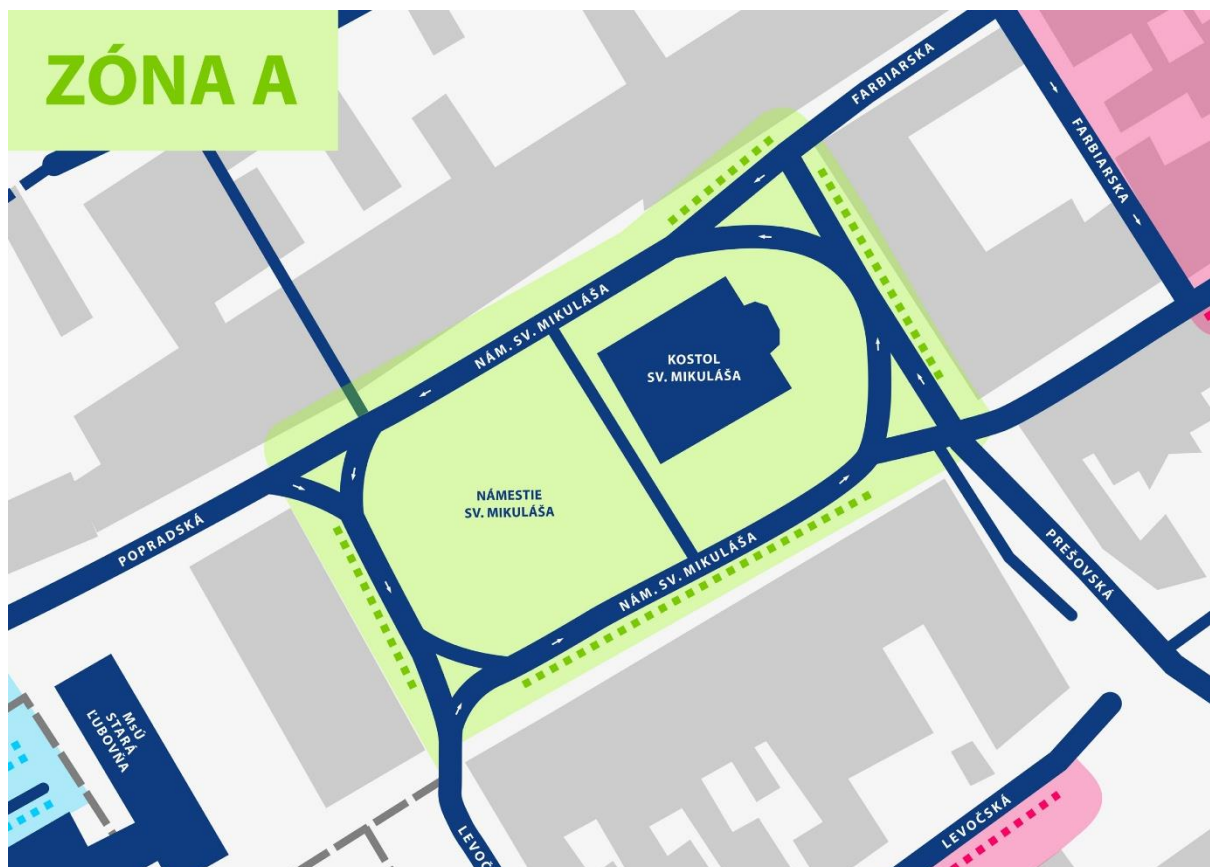 ZÓNA A
FARBIARSKA
FARBIARSKA
NÁM. SV. MIKULÁŠA
KOSTOL
SV. MIKULÁŠA
NÁMESTIE
SV. MIKULÁŠA
POPRADSKÁ
NÁM. SV. MIKULÁŠA
PREŠOVSKÁ
MsÚ
STARÁ
ĽUBOVŇA
LEVOČSKÁ
LEVOČ